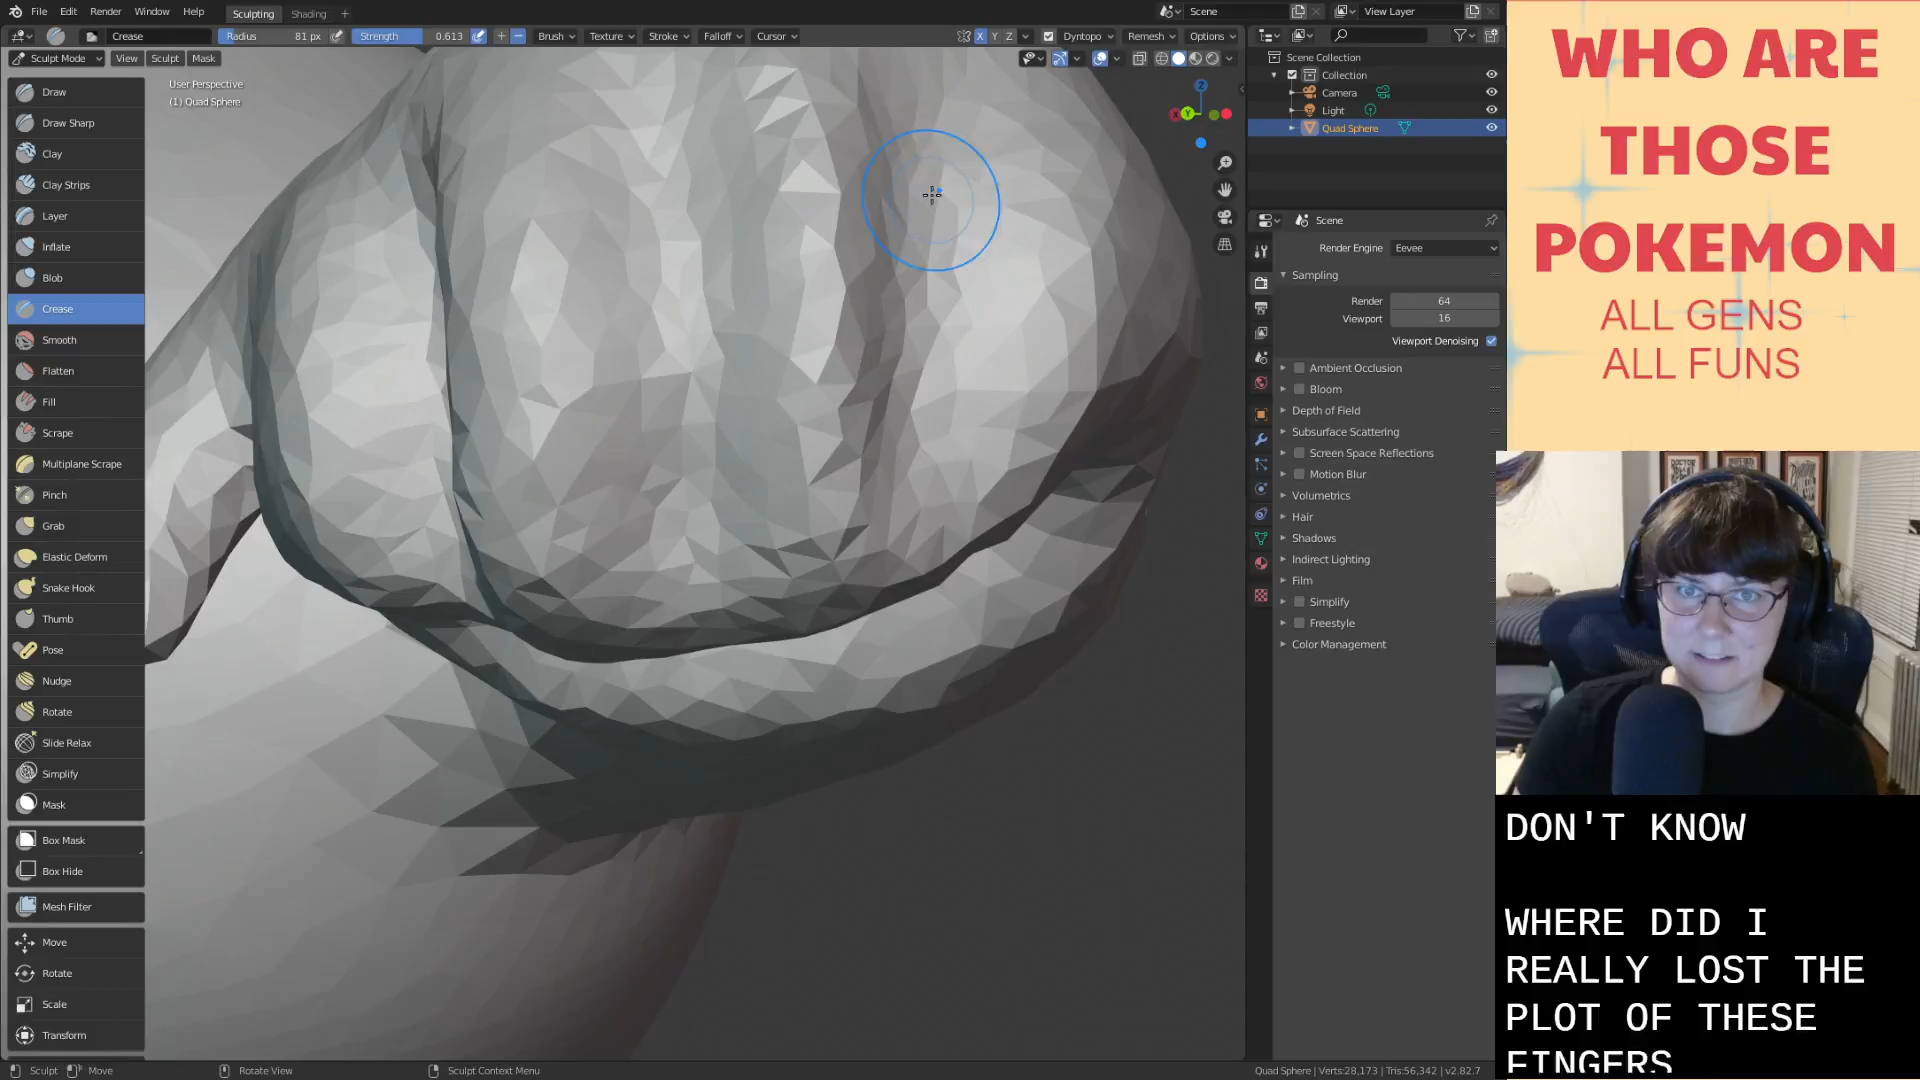 File Edit Render Window Help Sculpting Shading + Scene View Layer
Crease Radius 81 px Strength 0.613 Brush Texture Stroke Falloff Cursor X Y Z Dyntopo Remesh Options
Sculpt Mode View Sculpt Mask
User Perspective
(1) Quad Sphere
Draw
Draw Sharp
Clay
Clay Strips
Layer
Inflate
Blob
Crease
Smooth
Flatten
Fill
Scrape
Multiplane Scrape
Pinch
Grab
Elastic Deform
Snake Hook
Thumb
Pose
Nudge
Rotate
Slide Relax
Simplify
Mask
Box Mask
Box Hide
Mesh Filter
Move
Rotate
Scale
Transform
Z
Y
X
Scene Collection
Collection
Camera
Light
Quad Sphere
Scene
Render Engine Eevee
Sampling
Render 64
Viewport 16
Viewport Denoising
Ambient Occlusion
Bloom
Depth of Field
Subsurface Scattering
Screen Space Reflections
Motion Blur
Volumetrics
Hair
Shadows
Indirect Lighting
Film
Simplify
Freestyle
Color Management
Sculpt Move Rotate View Sculpt Context Menu Quad Sphere | Verts:28,173 | Tris:56,342 | v2.82.7
WHO ARE
THOSE
POKEMON
ALL GENS
ALL FUNS
DON'T KNOW
WHERE DID I
REALLY LOST THE
PLOT OF THESE
FINGERS